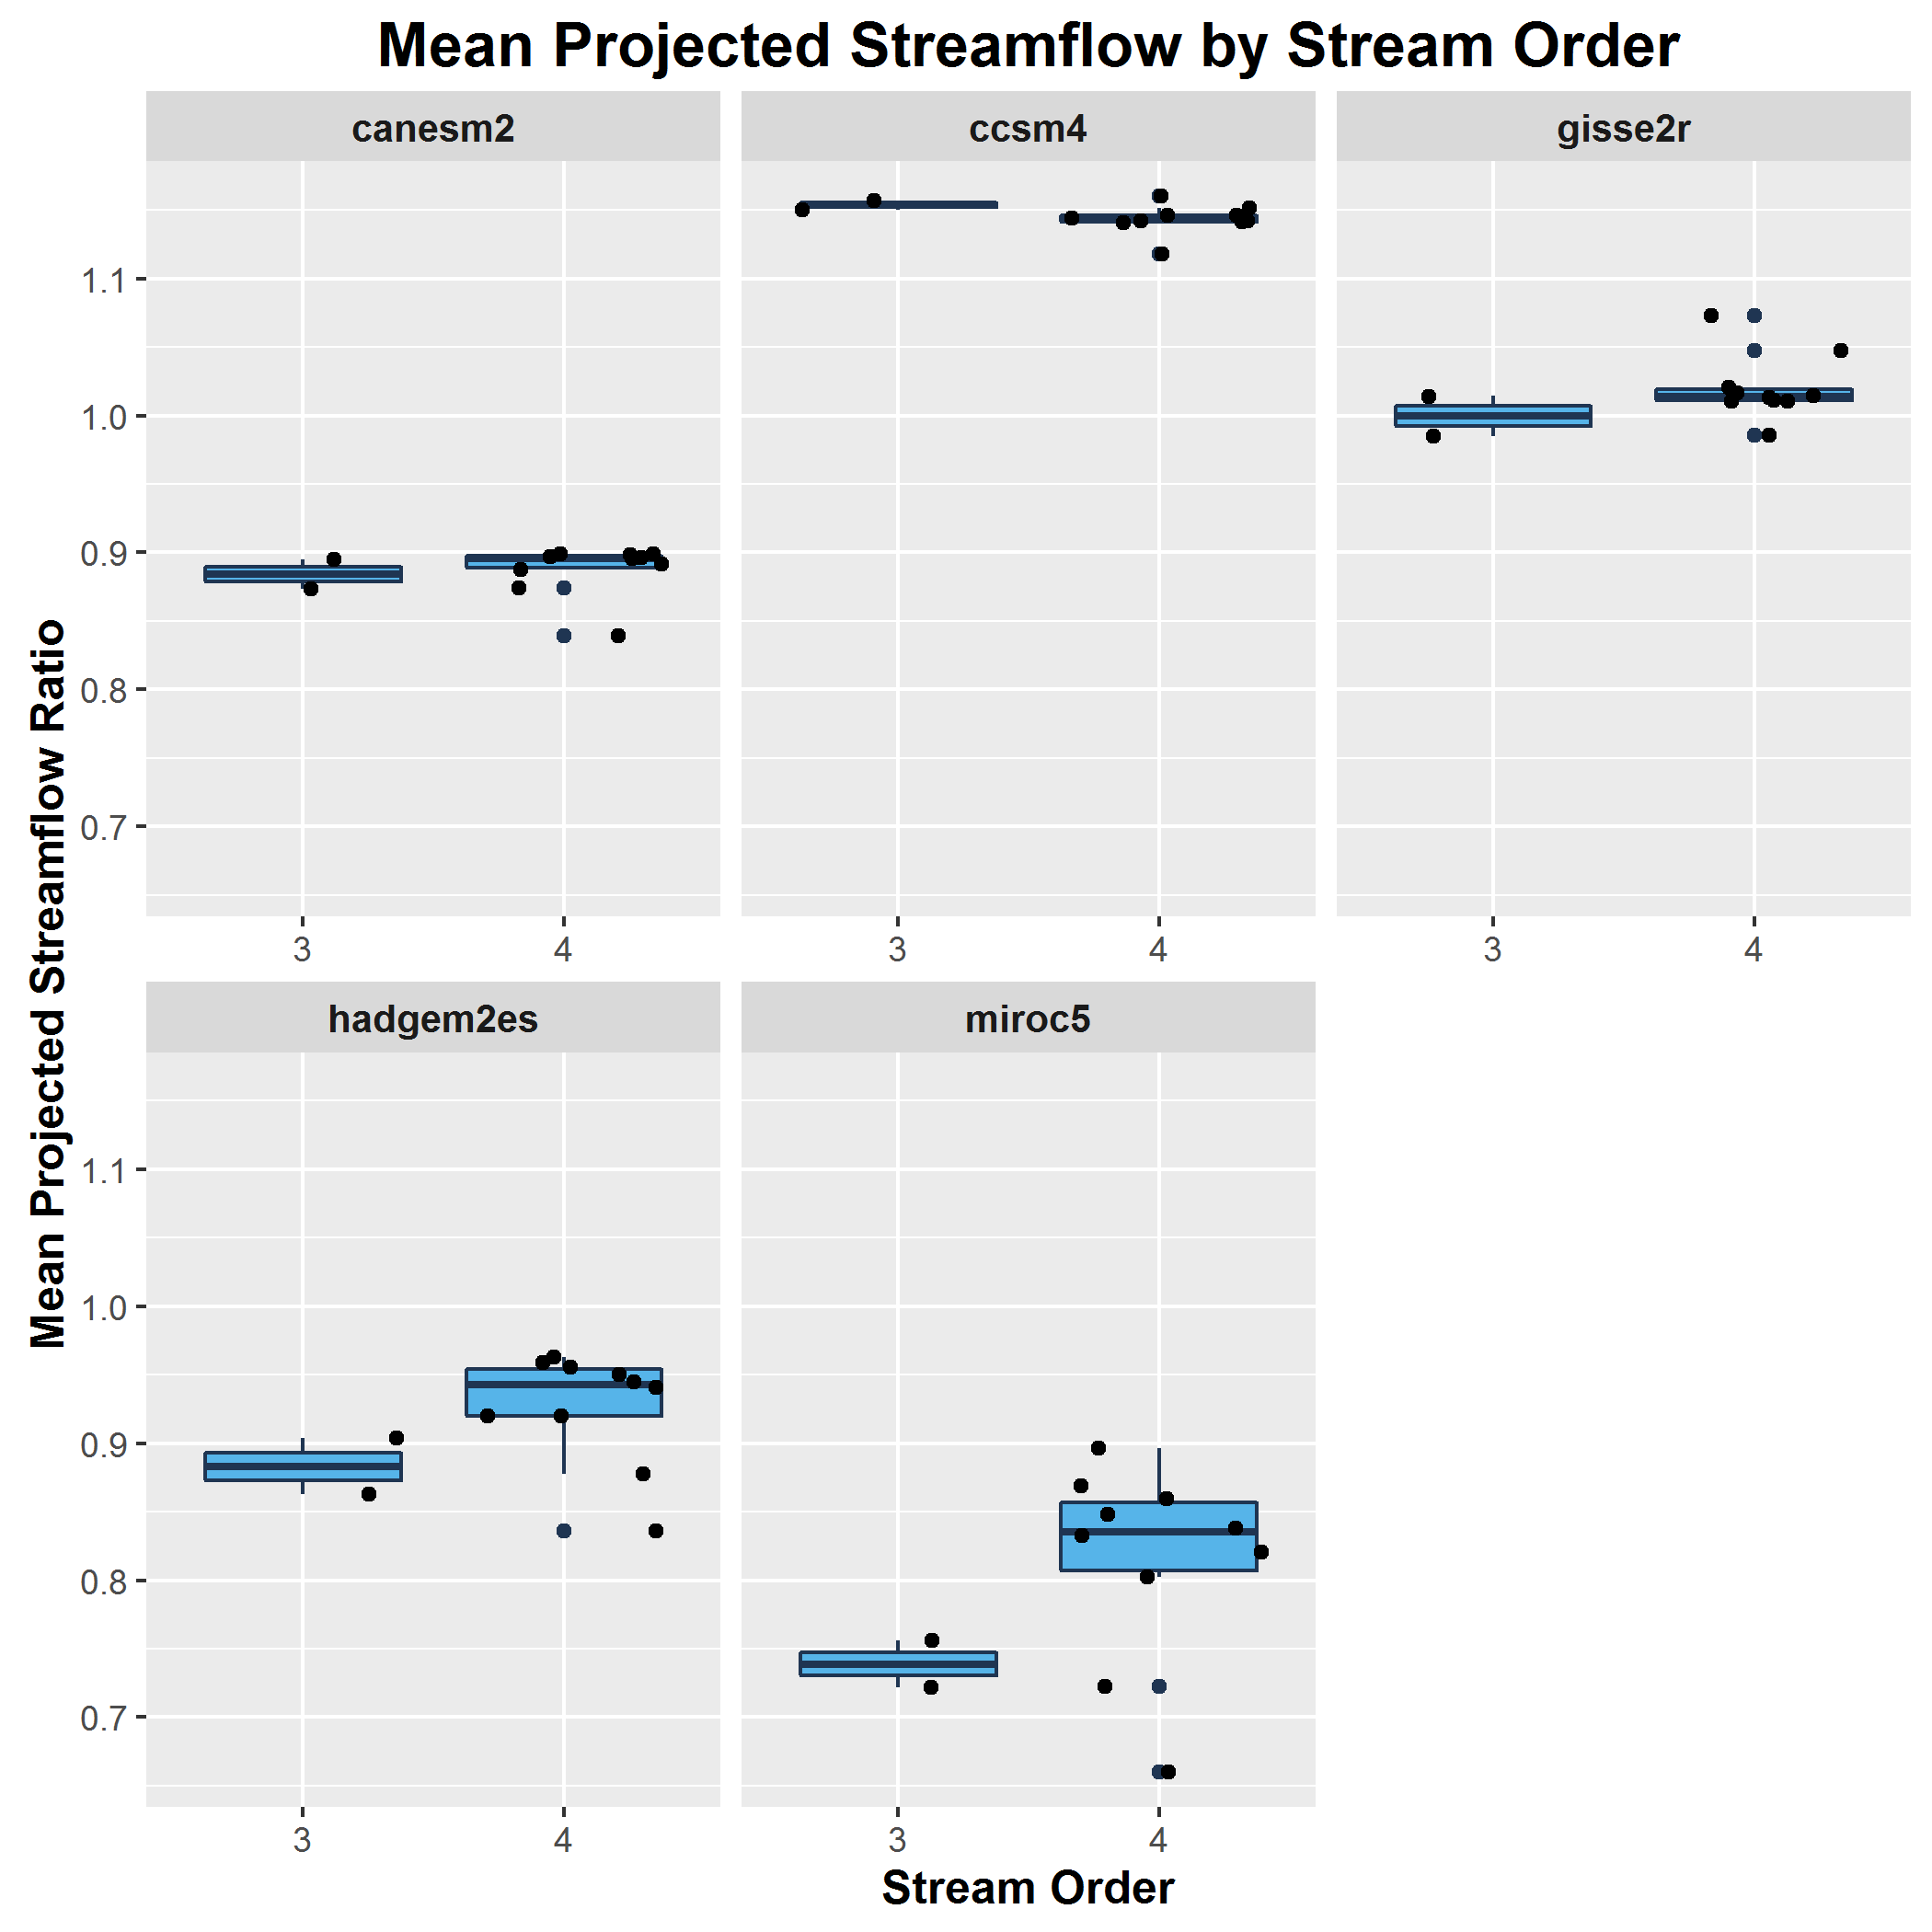 Mean Projected Streamflow by Stream Order
canesm2
ccsm4
gisse2r
1.1
1.0
0.9
0.8
0.7
3
4
3
4
3
4
Mean Projected Streamflow Ratio
hadgem2es
miroc5
1.1
1.0
0.9
0.8
0.7
3
4
3
4
Stream Order